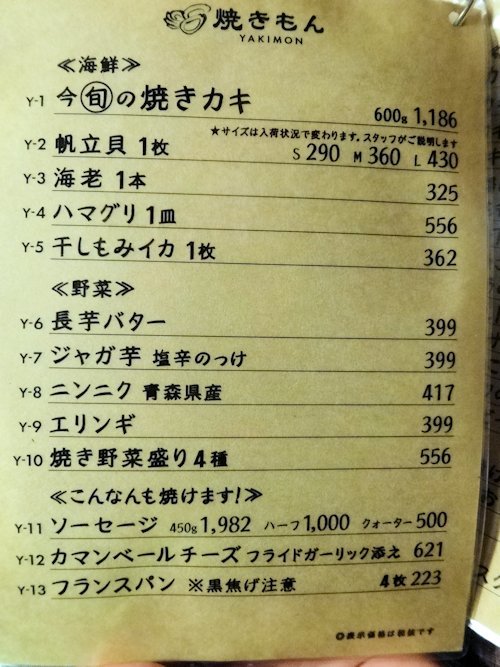 焼きもん
YAKIMON
≪海鮮≫
Y-1 今旬の焼きカキ 600g 1,186
★サイズは入荷状況で変わります。スタッフがご説明します
Y-2 帆立貝 1枚 S 290 M 360 L 430
Y-3 海老 1本 325
Y-4 ハマグリ 1皿 556
Y-5 干しもみイカ 1枚 362
≪野菜≫
Y-6 長芋バター 399
Y-7 ジャガ芋 塩辛のっけ 399
Y-8 ニンニク 青森県産 417
Y-9 エリンギ 399
Y-10 焼き野菜盛り4種 556
≪こんなんも焼けます!≫
Y-11 ソーセージ 450g 1,982 ハーフ 1,000 クォーター 500
Y-12 カマンベールチーズ フライドガーリック添え 621
Y-13 フランスパン ※黒焦げ注意 4枚 223
◎表示価格は税抜です